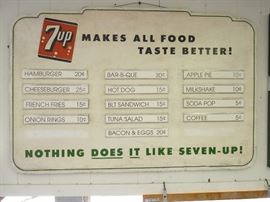 7up
MAKES ALL FOOD
TASTE BETTER!
HAMBURGER 20¢
CHEESEBURGER 25¢
FRENCH FRIES 15¢
ONION RINGS 10¢
BAR-B-QUE 30¢
HOT DOG 15¢
BLT SANDWICH 15¢
TUNA SALAD 15¢
BACON & EGGS 20¢
APPLE PIE 10¢
MILKSHAKE 10¢
SODA POP 5¢
COFFEE 5¢
NOTHING DOES IT LIKE SEVEN-UP!